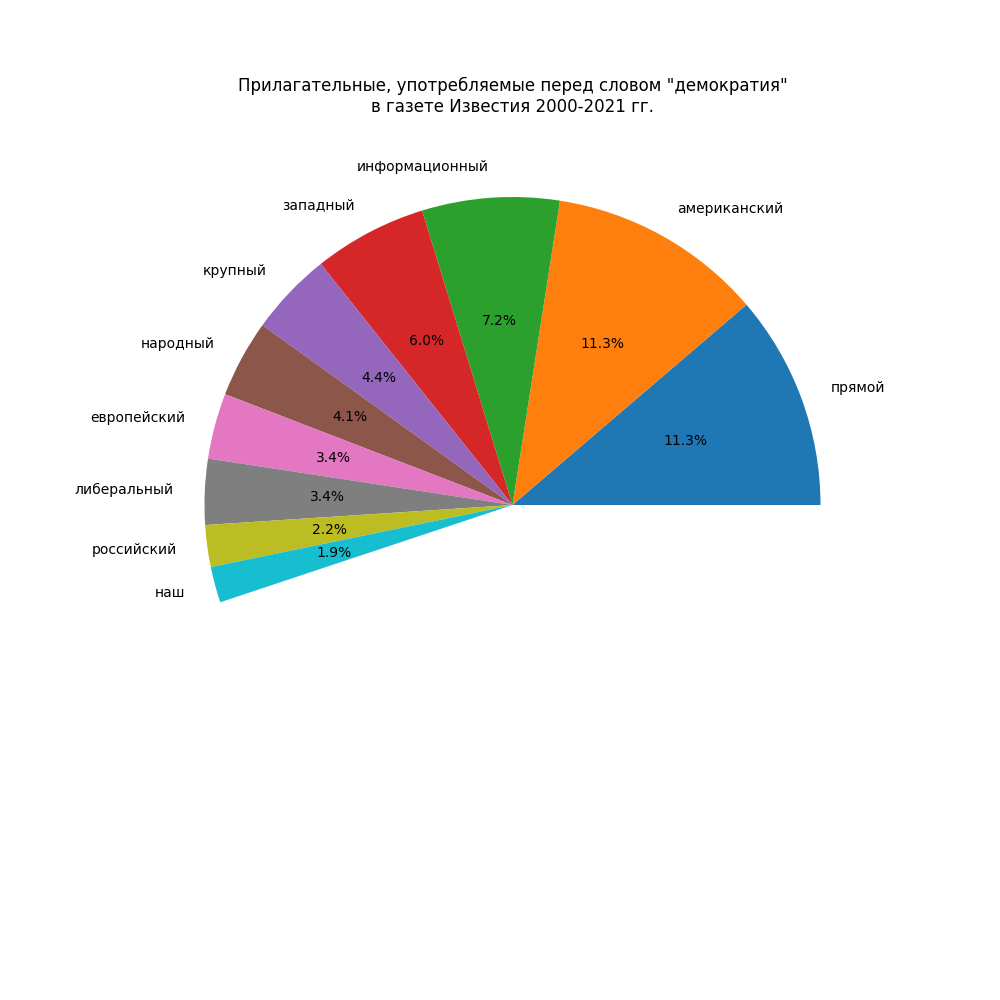 Прилагательные, употребляемые перед словом "демократия"
в газете Известия 2000-2021 гг.
информационный
западный
американский
крупный
народный
прямой
европейский
либеральный
российский
наш
7.2%
6.0%
11.3%
4.4%
4.1%
11.3%
3.4%
3.4%
2.2%
1.9%